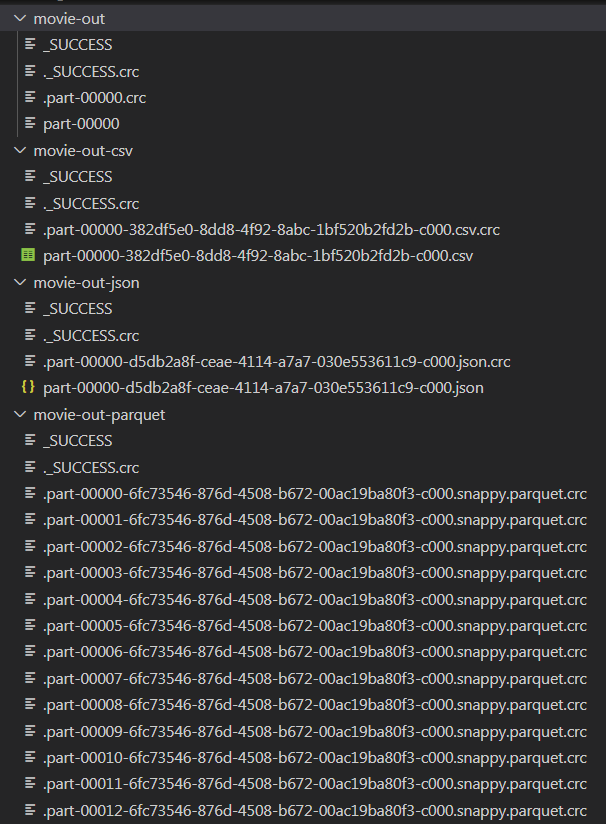 movie-out
_SUCCESS
._SUCCESS.crc
.part-00000.crc
part-00000
movie-out-csv
_SUCCESS
._SUCCESS.crc
.part-00000-382df5e0-8dd8-4f92-8abc-1bf520b2fd2b-c000.csv.crc
part-00000-382df5e0-8dd8-4f92-8abc-1bf520b2fd2b-c000.csv
movie-out-json
_SUCCESS
._SUCCESS.crc
.part-00000-d5db2a8f-ceae-4114-a7a7-030e553611c9-c000.json.crc
part-00000-d5db2a8f-ceae-4114-a7a7-030e553611c9-c000.json
movie-out-parquet
_SUCCESS
._SUCCESS.crc
.part-00000-6fc73546-876d-4508-b672-00ac19ba80f3-c000.snappy.parquet.crc
.part-00001-6fc73546-876d-4508-b672-00ac19ba80f3-c000.snappy.parquet.crc
.part-00002-6fc73546-876d-4508-b672-00ac19ba80f3-c000.snappy.parquet.crc
.part-00003-6fc73546-876d-4508-b672-00ac19ba80f3-c000.snappy.parquet.crc
.part-00004-6fc73546-876d-4508-b672-00ac19ba80f3-c000.snappy.parquet.crc
.part-00005-6fc73546-876d-4508-b672-00ac19ba80f3-c000.snappy.parquet.crc
.part-00006-6fc73546-876d-4508-b672-00ac19ba80f3-c000.snappy.parquet.crc
.part-00007-6fc73546-876d-4508-b672-00ac19ba80f3-c000.snappy.parquet.crc
.part-00008-6fc73546-876d-4508-b672-00ac19ba80f3-c000.snappy.parquet.crc
.part-00009-6fc73546-876d-4508-b672-00ac19ba80f3-c000.snappy.parquet.crc
.part-00010-6fc73546-876d-4508-b672-00ac19ba80f3-c000.snappy.parquet.crc
.part-00011-6fc73546-876d-4508-b672-00ac19ba80f3-c000.snappy.parquet.crc
.part-00012-6fc73546-876d-4508-b672-00ac19ba80f3-c000.snappy.parquet.crc